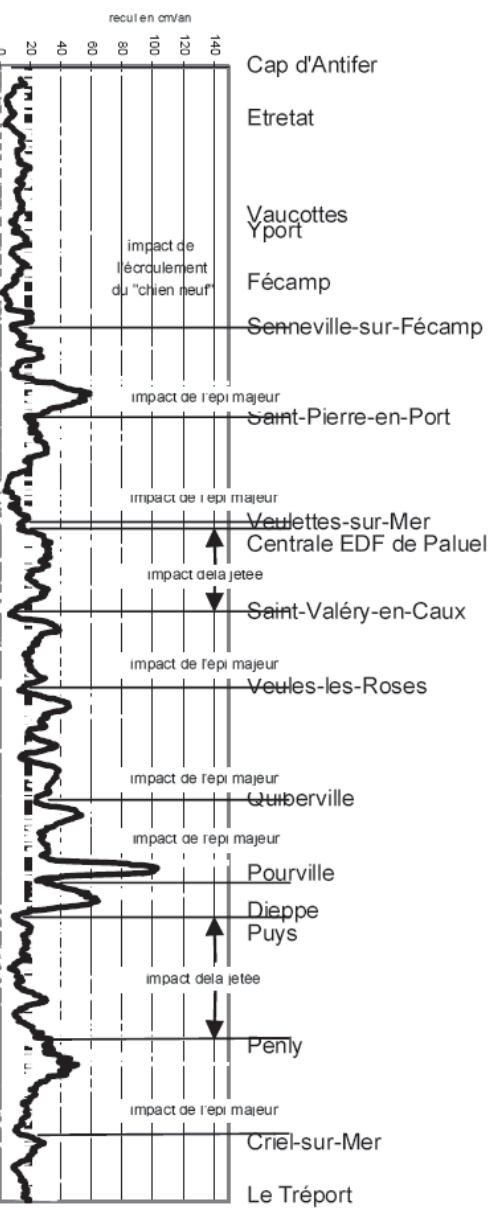 recul en cm/an
0 20 40 60 80 100 120 140
Cap d'Antifer
Etretat
Vaucottes
Yport
impact de
l'écroulement
du "chien neuf"
Fécamp
Senneville-sur-Fécamp
impact de l'épi majeur
Saint-Pierre-en-Port
impact de l'épi majeur
Veulettes-sur-Mer
Centrale EDF de Paluel
impact dela jetée
Saint-Valéry-en-Caux
impact de l'épi majeur
Veules-les-Roses
impact de l'épi majeur
Quiberville
impact de l'épi majeur
Pourville
Dieppe
Puys
impact dela jetée
Penly
impact de l'épi majeur
Criel-sur-Mer
Le Tréport